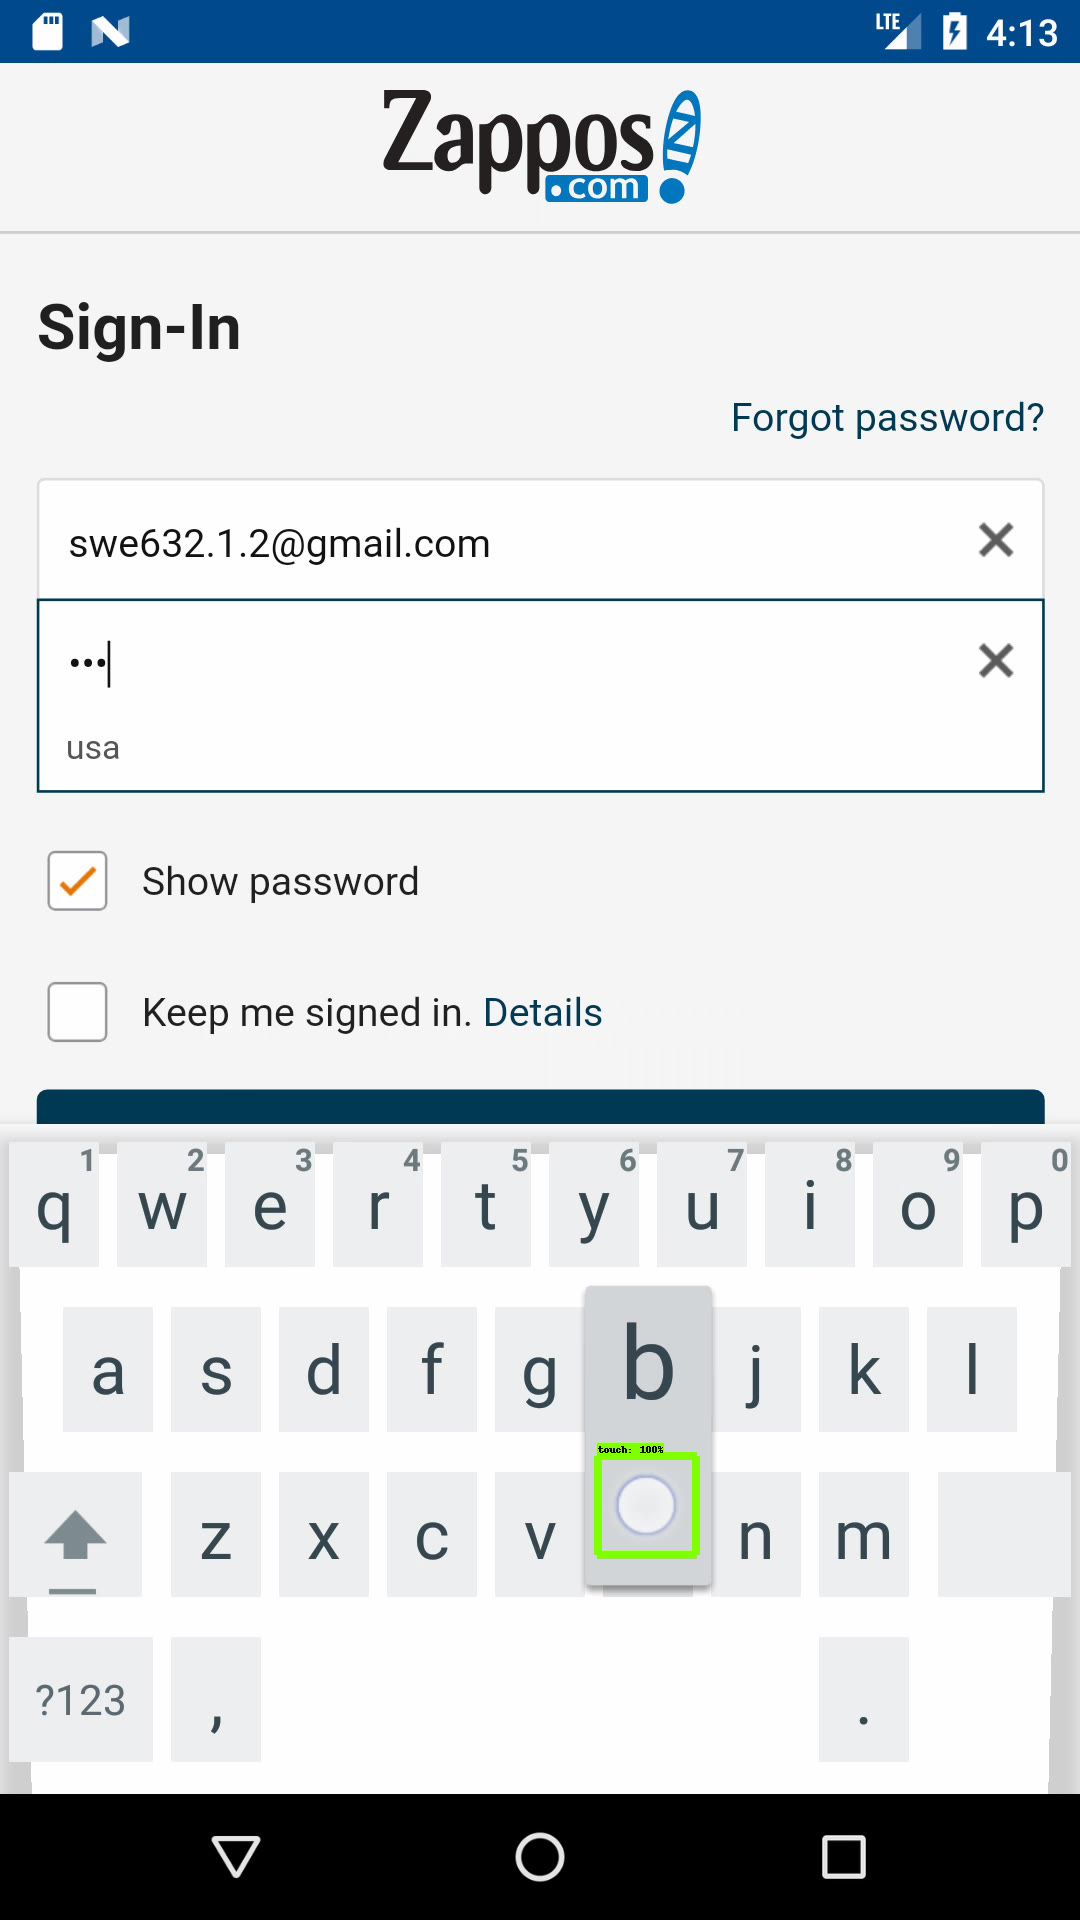 LTE 4:13
Zappos
.com
Sign-In
Forgot password?
swe632.1.2@gmail.com
•••
usa
Show password
Keep me signed in. Details
1 2 3 4 5 6 7 8 9 0
q w e r t y u i o p
a s d f g b j k l
touch: 100%
z x c v n m
?123 , .